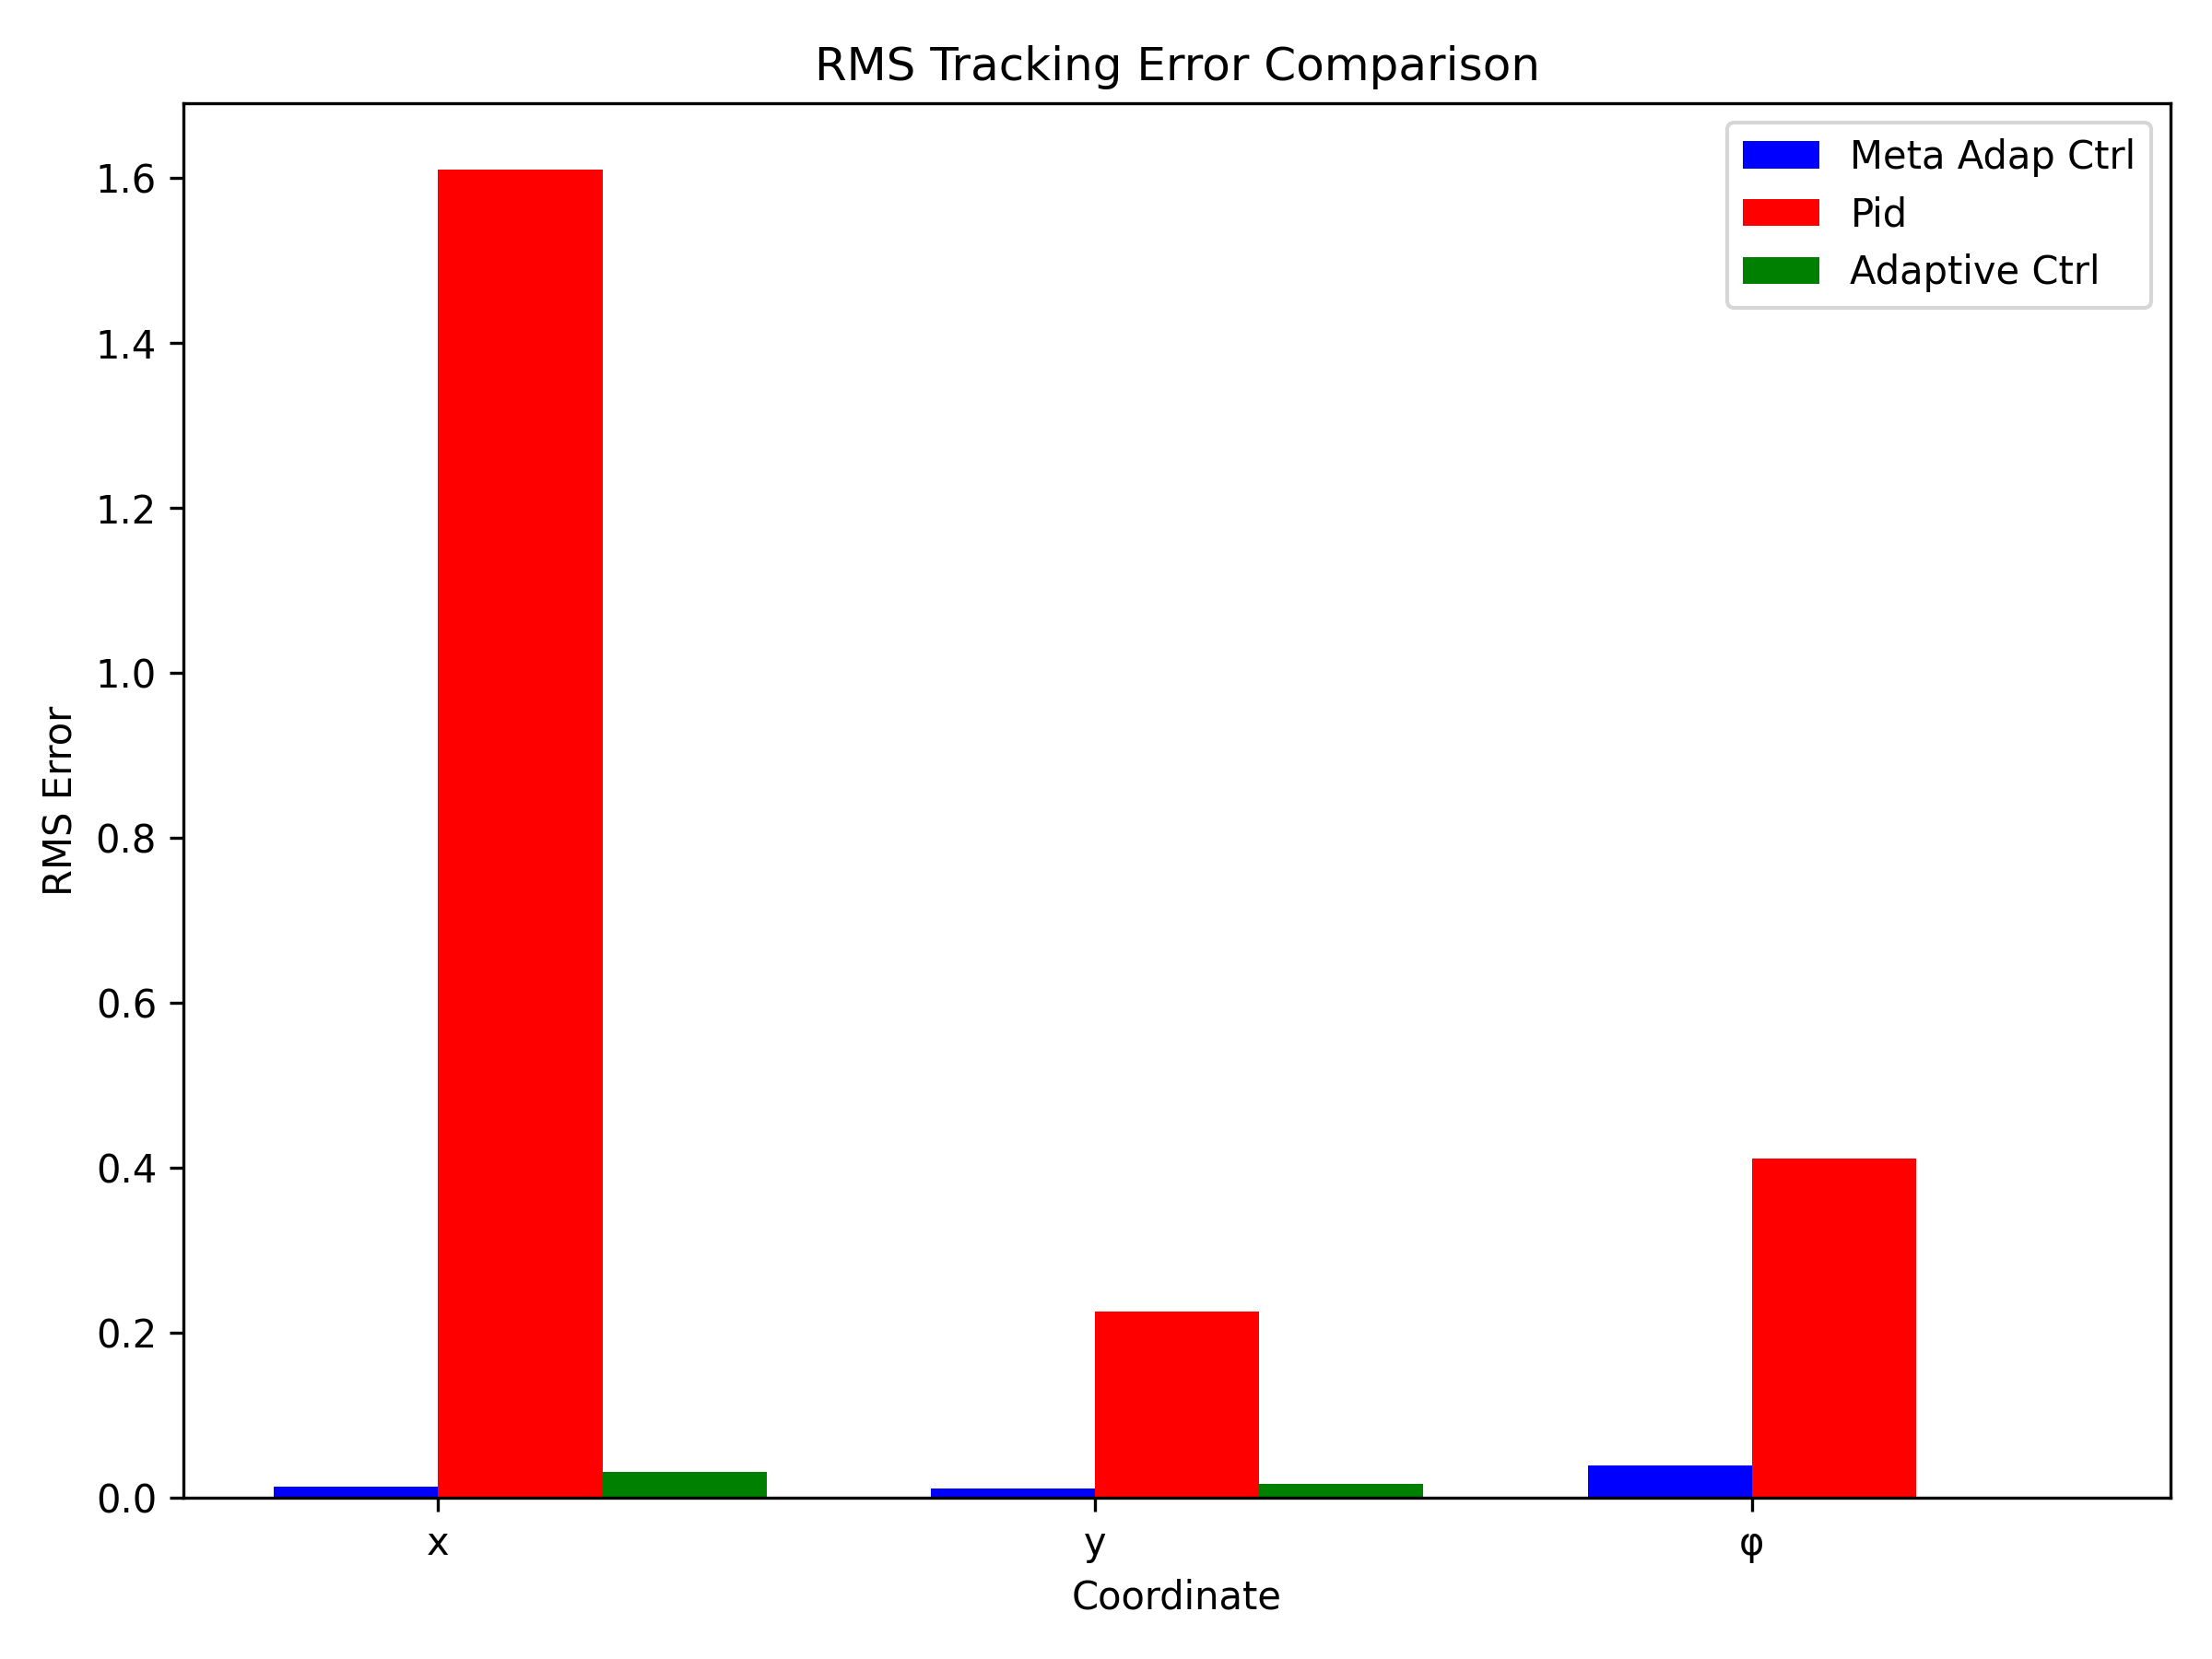 RMS Tracking Error Comparison
Meta Adap Ctrl
Pid
Adaptive Ctrl
RMS Error
1.6
1.4
1.2
1.0
0.8
0.6
0.4
0.2
0.0
x y φ
Coordinate